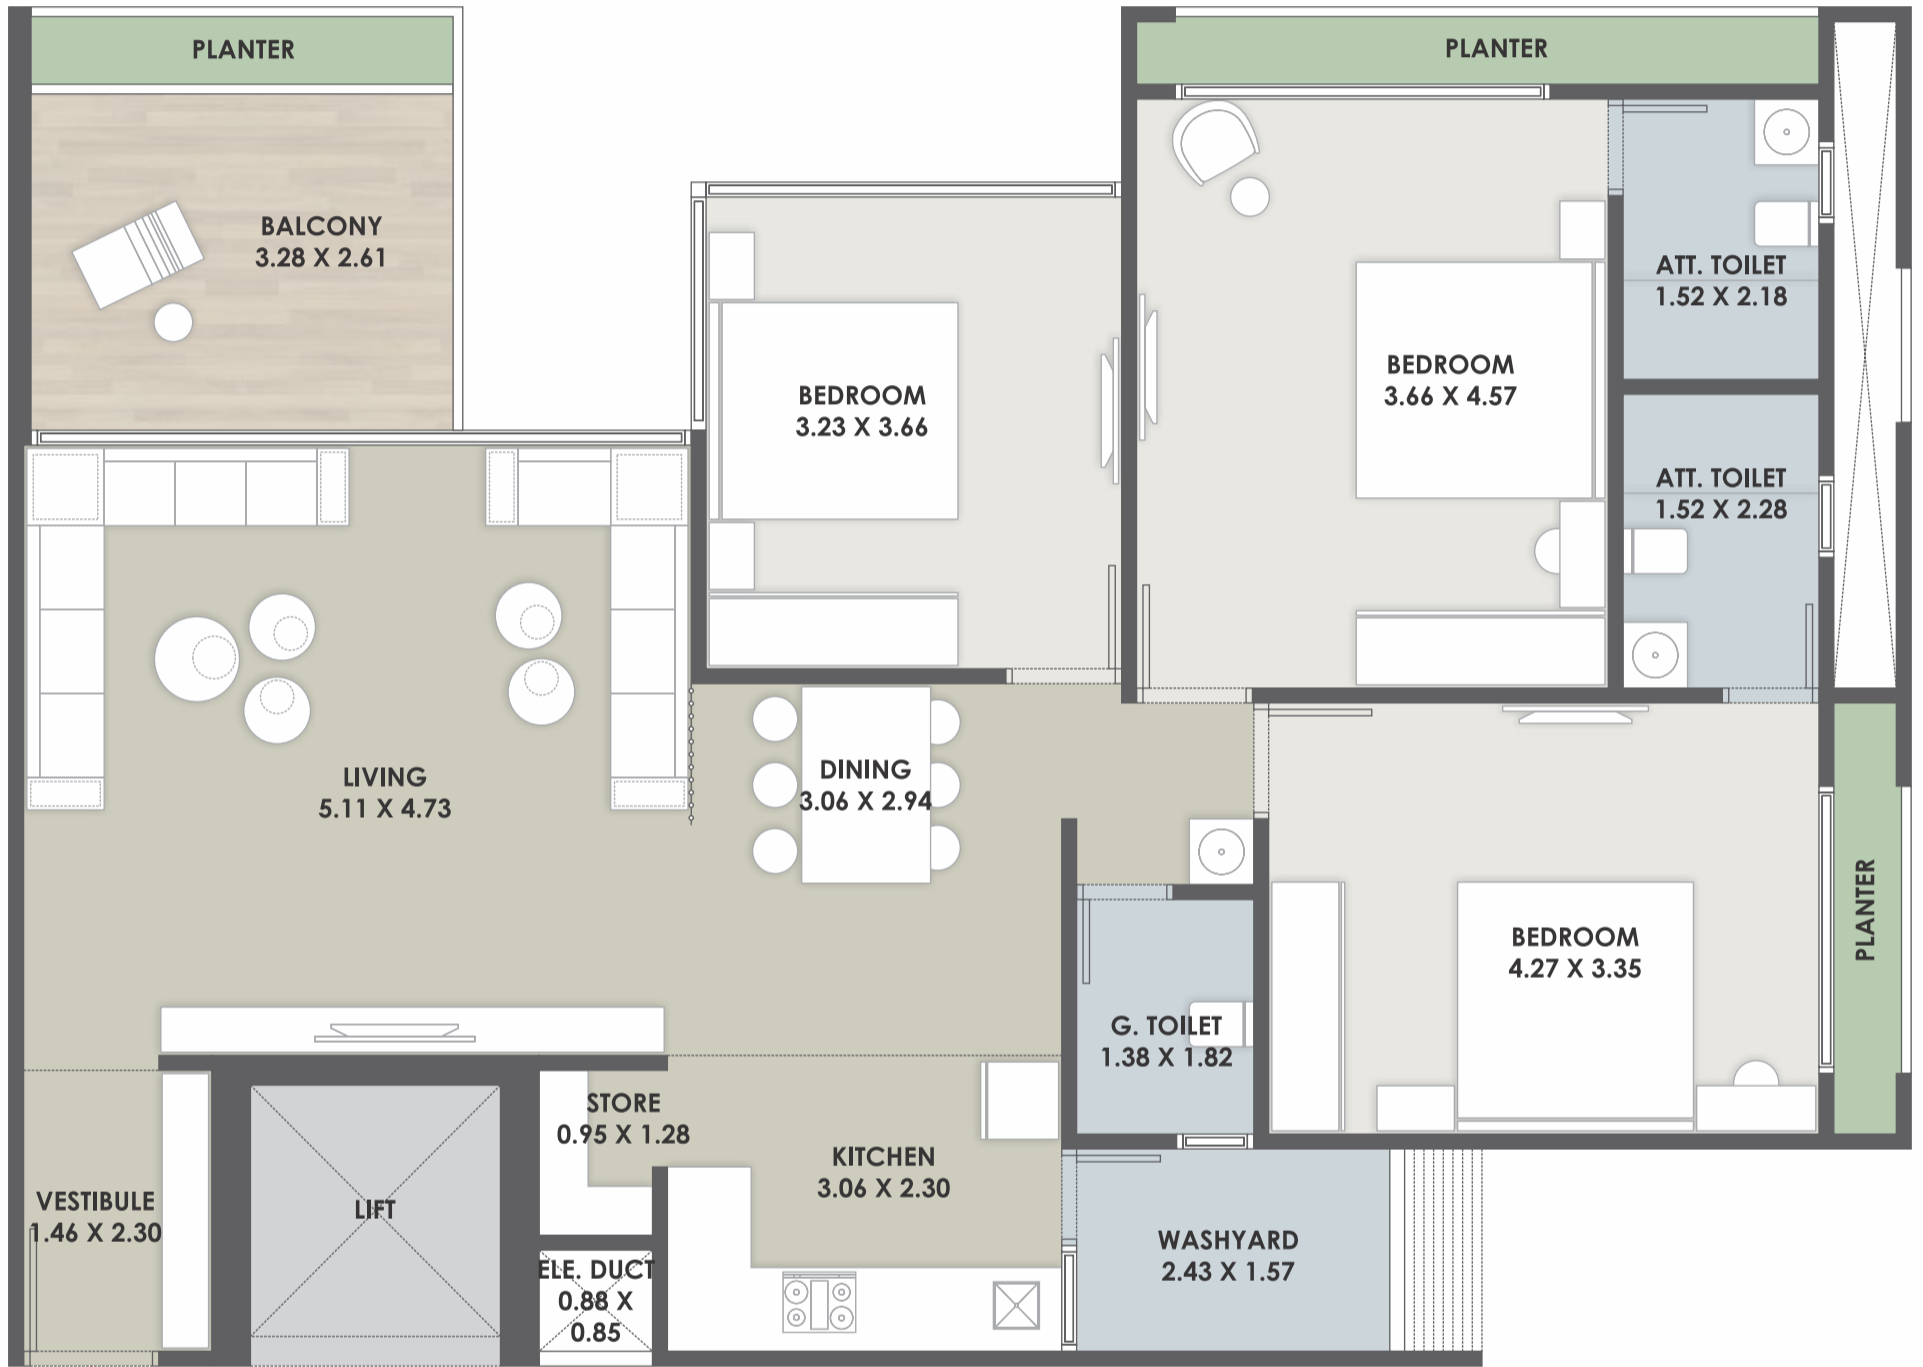 PLANTER
PLANTER
BALCONY
3.28 X 2.61
ATT. TOILET
1.52 X 2.18
BEDROOM
3.23 X 3.66
BEDROOM
3.66 X 4.57
ATT. TOILET
1.52 X 2.28
LIVING
5.11 X 4.73
DINING
3.06 X 2.94
BEDROOM
4.27 X 3.35
PLANTER
G. TOILET
1.38 X 1.82
STORE
0.95 X 1.28
KITCHEN
3.06 X 2.30
VESTIBULE
1.46 X 2.30
LIFT
WASHYARD
2.43 X 1.57
ELE. DUCT
0.88 X
0.85